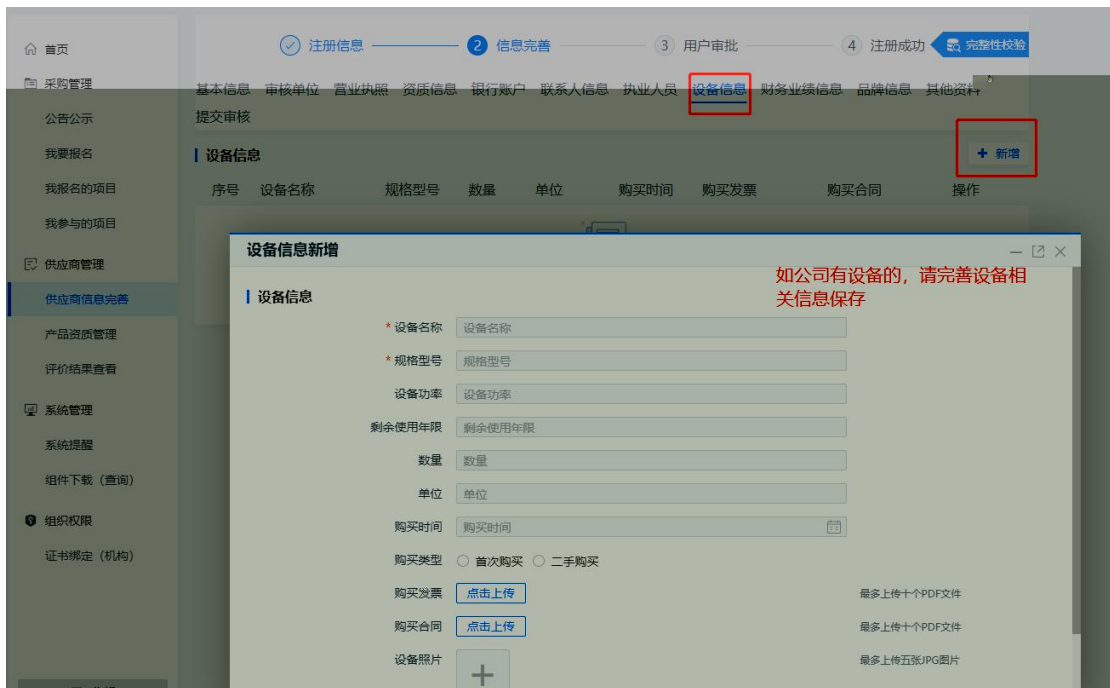 首页
注册信息
2 信息完善
3 用户审批
4 注册成功
完整性校验
采购管理
基本信息 审核单位 营业执照 资质信息 银行账户 联系人信息 执业人员 设备信息 财务业绩信息 品牌信息 其他资料
提交审核
公告公示
我要报名
设备信息
+ 新增
我报名的项目
序号 设备名称 规格型号 数量 单位 购买时间 购买发票 购买合同 操作
我参与的项目
供应商管理
供应商信息完善
产品资质管理
评价结果查看
系统管理
系统提醒
组件下载（查询）
组织权限
证书绑定（机构）
设备信息新增
如公司有设备的，请完善设备相
关信息保存
设备信息
* 设备名称 设备名称
* 规格型号 规格型号
设备功率 设备功率
剩余使用年限 剩余使用年限
数量 数量
单位 单位
购买时间 购买时间
购买类型 首次购买 二手购买
购买发票 点击上传 最多上传十个PDF文件
购买合同 点击上传 最多上传十个PDF文件
设备照片 最多上传五张JPG图片